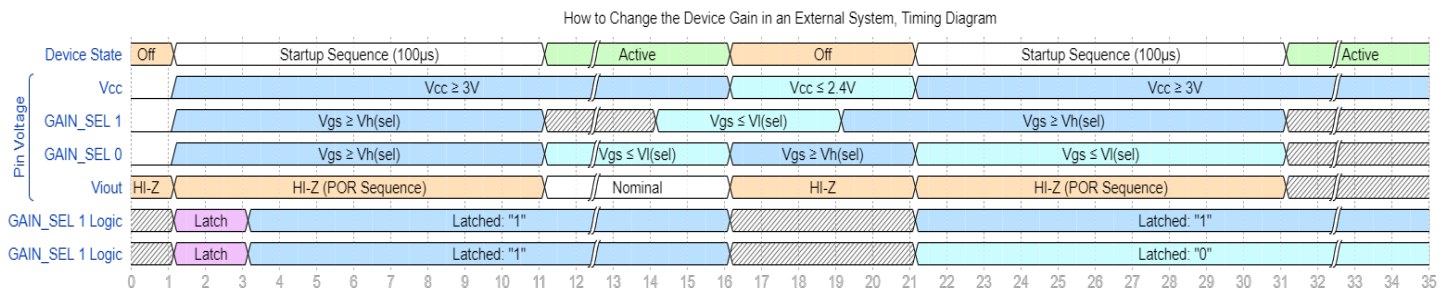 How to Change the Device Gain in an External System, Timing Diagram
Device State Off Startup Sequence (100µs) Active Off Startup Sequence (100µs) Active
Pin Voltage
Vcc Vcc ≥ 3V Vcc ≤ 2.4V Vcc ≥ 3V
GAIN_SEL 1 Vgs ≥ Vh(sel) Vgs ≤ Vl(sel) Vgs ≥ Vh(sel)
GAIN_SEL 0 Vgs ≥ Vh(sel) Vgs ≤ Vl(sel) Vgs ≥ Vh(sel) Vgs ≤ Vl(sel)
Viout HI-Z HI-Z (POR Sequence) Nominal HI-Z HI-Z (POR Sequence)
GAIN_SEL 1 Logic Latch Latched: "1" Latched: "1"
GAIN_SEL 1 Logic Latch Latched: "1" Latched: "0"
0 1 2 3 4 5 6 7 8 9 10 11 12 13 14 15 16 17 18 19 20 21 22 23 24 25 26 27 28 29 30 31 32 33 34 35